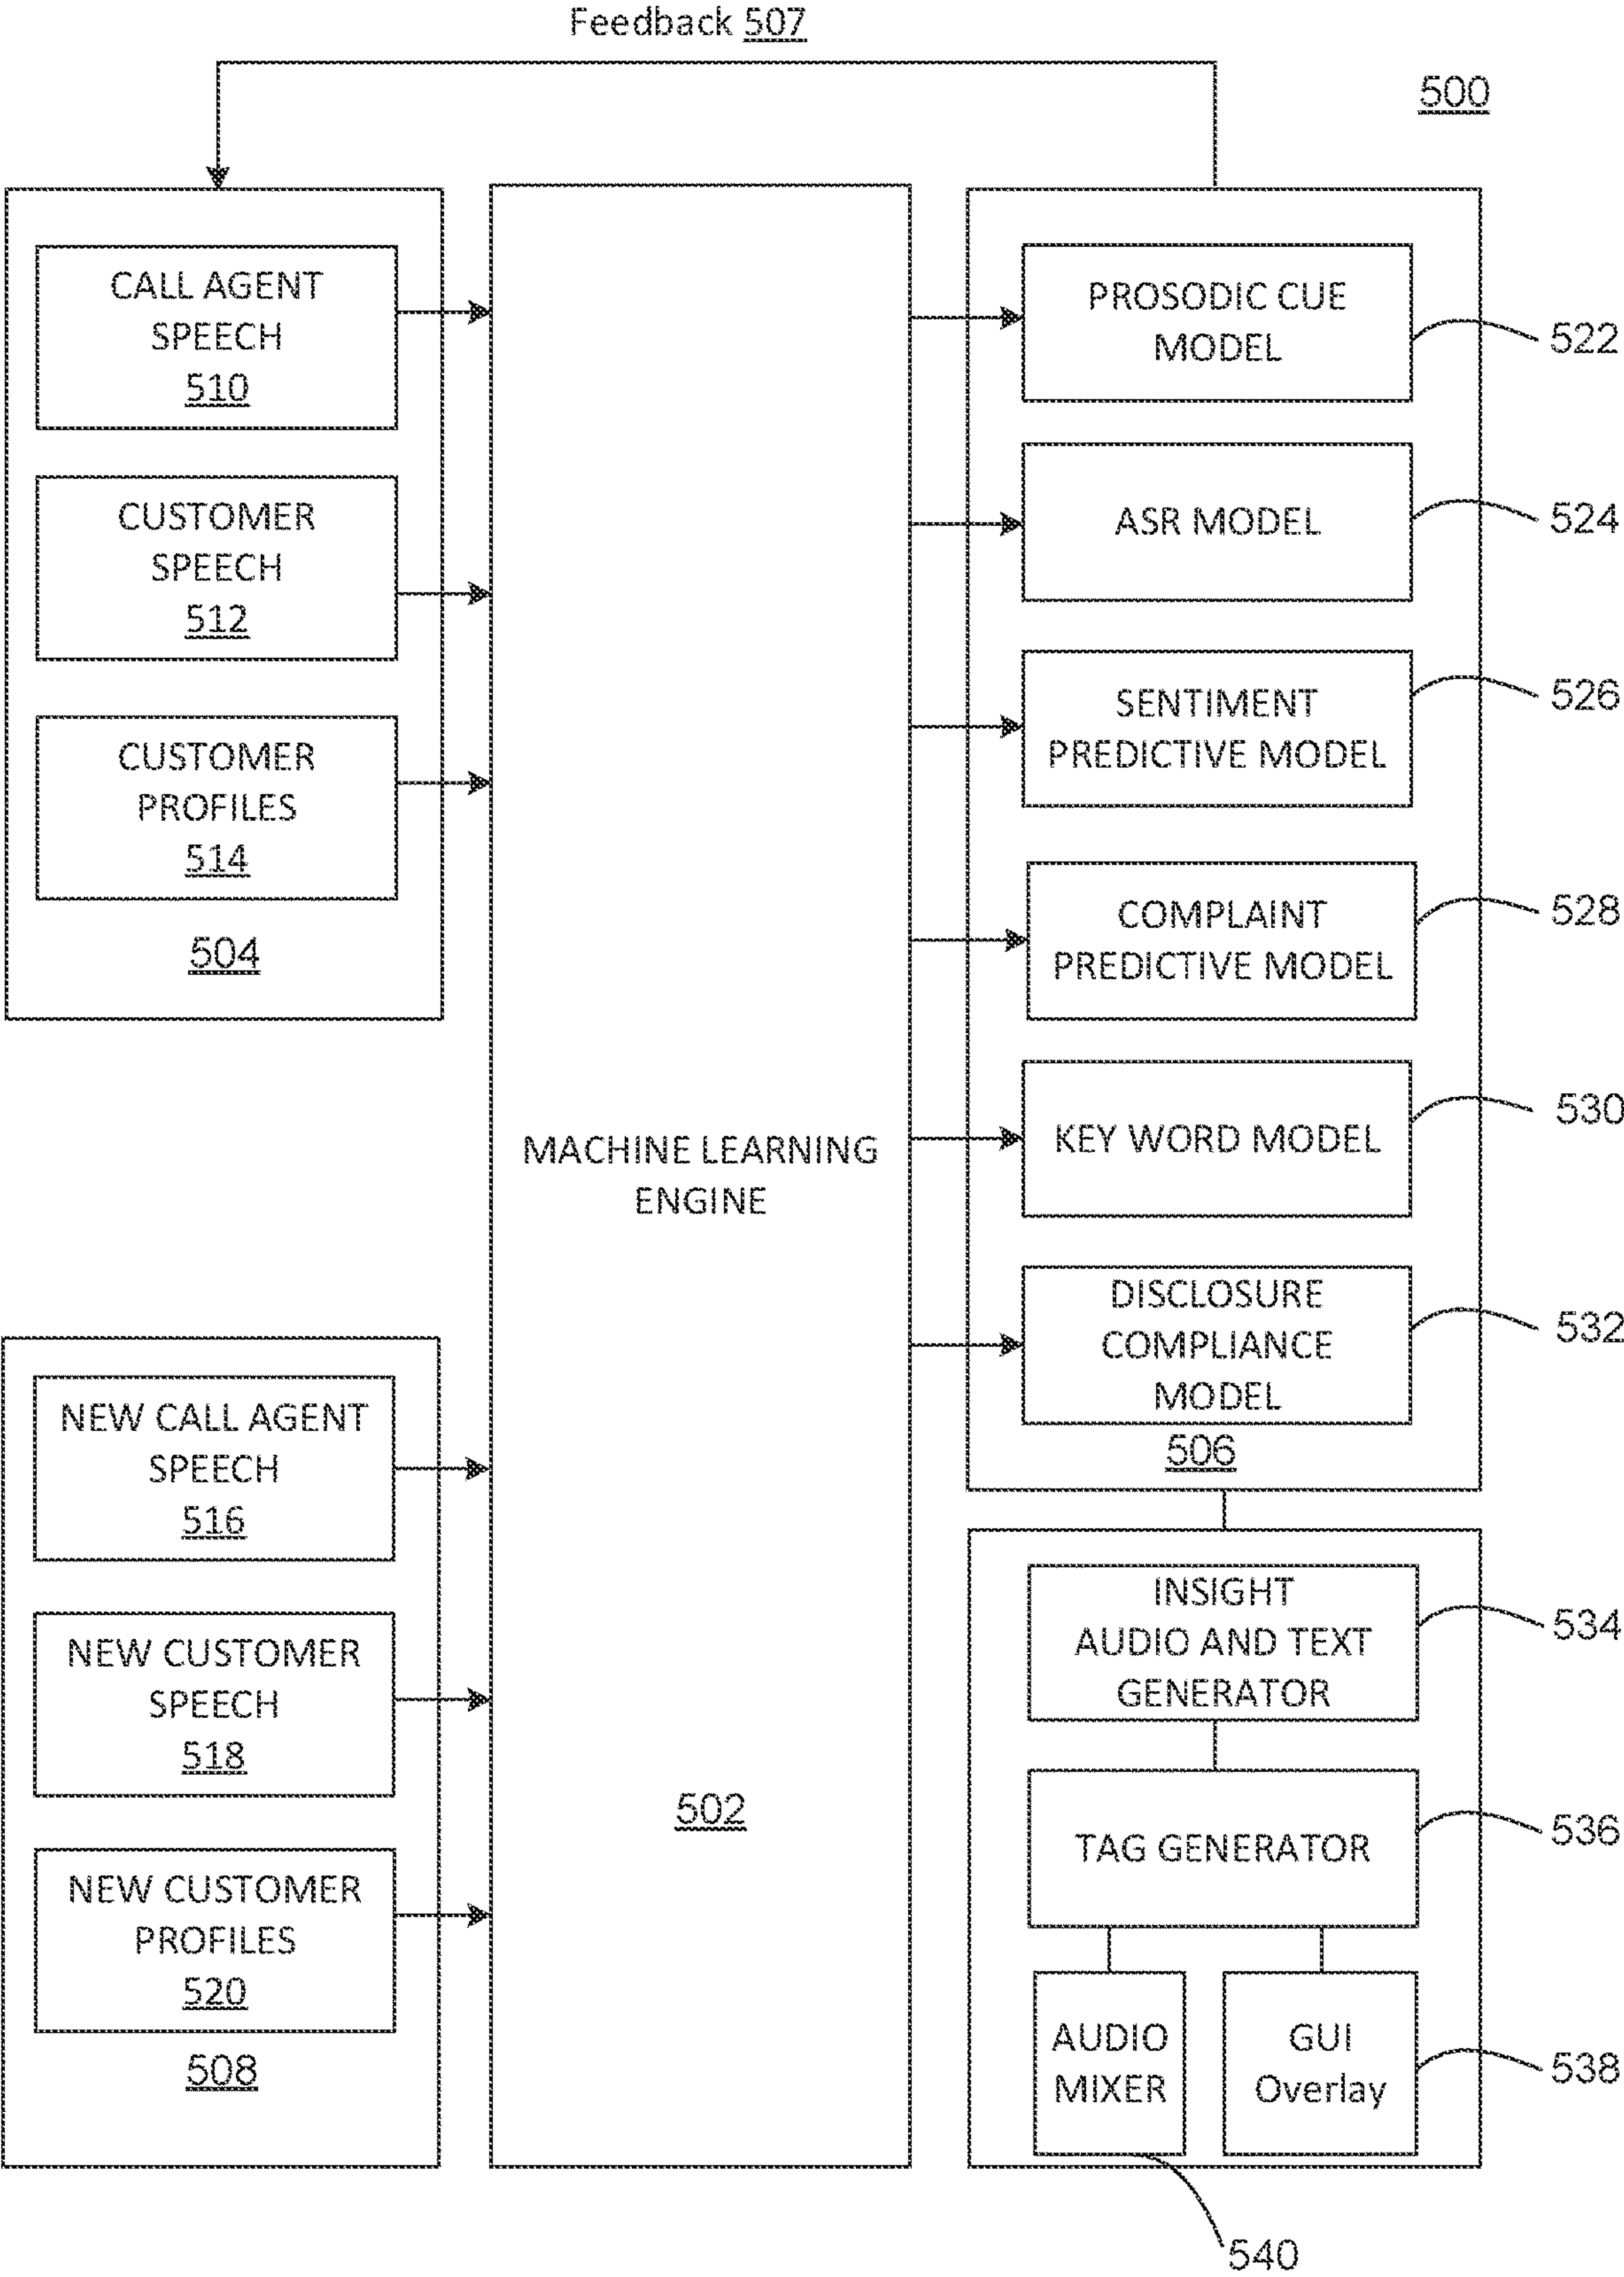 Feedback 507
500
CALL AGENT
SPEECH
510
CUSTOMER
SPEECH
512
CUSTOMER
PROFILES
514
504
NEW CALL AGENT
SPEECH
516
NEW CUSTOMER
SPEECH
518
NEW CUSTOMER
PROFILES
520
508
MACHINE LEARNING
ENGINE
502
PROSODIC CUE
MODEL
522
ASR MODEL
524
SENTIMENT
PREDICTIVE MODEL
526
COMPLAINT
PREDICTIVE MODEL
528
KEY WORD MODEL
530
DISCLOSURE
COMPLIANCE
MODEL
532
506
INSIGHT
AUDIO AND TEXT
GENERATOR
534
TAG GENERATOR
536
AUDIO
MIXER
540
GUI
Overlay
538